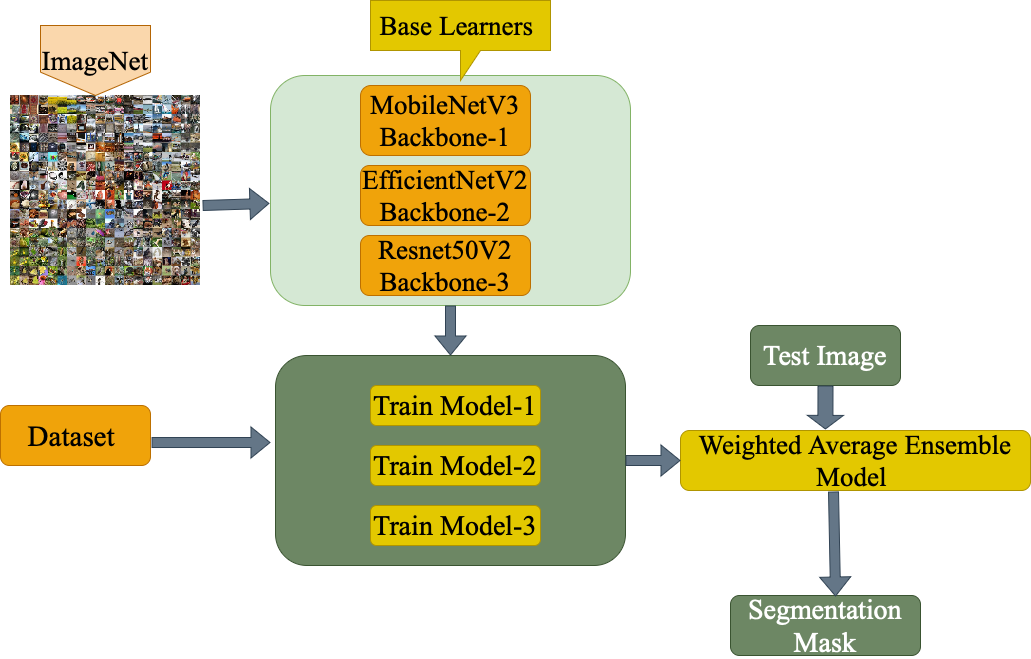 Base Learners
ImageNet
MobileNetV3
Backbone-1
EfficientNetV2
Backbone-2
Resnet50V2
Backbone-3
Test Image
Train Model-1
Dataset
Train Model-2
Train Model-3
Weighted Average Ensemble
Model
Segmentation
Mask